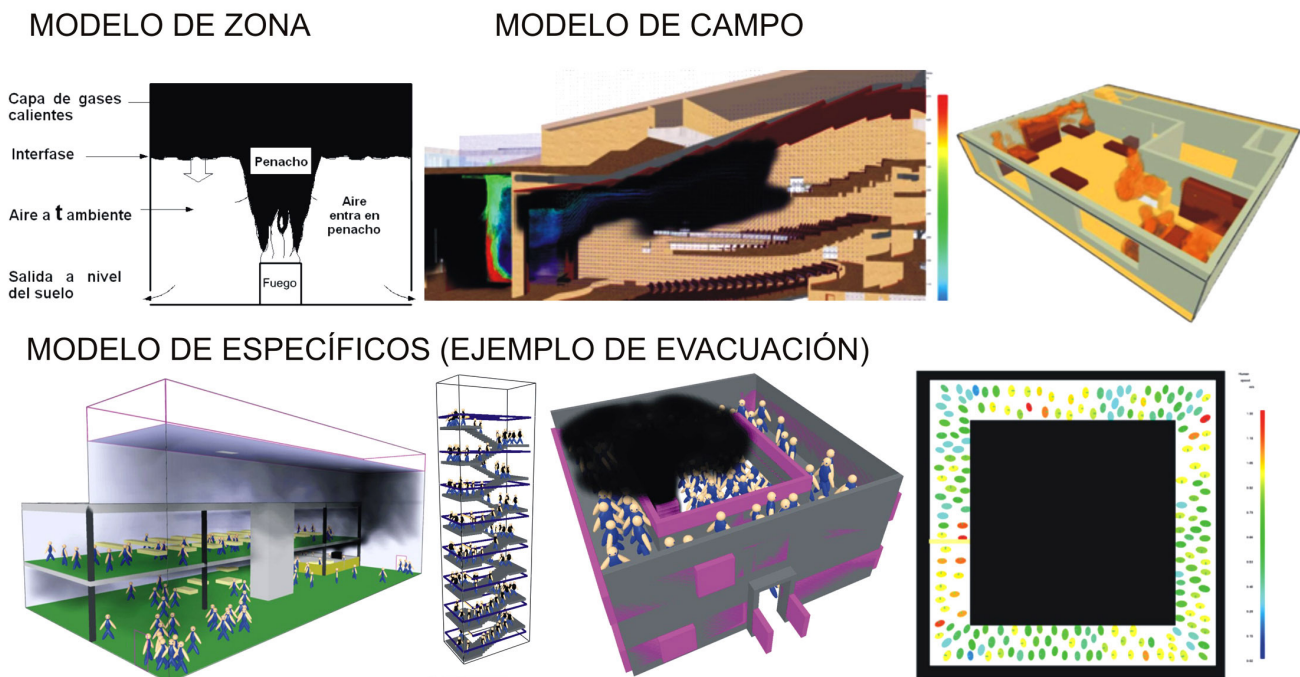 MODELO DE ZONA
MODELO DE CAMPO
Capa de gases
calientes
Interfase
Penacho
Aire a t ambiente
Aire
entra en
penacho
Salida a nivel
del suelo
Fuego
MODELO DE ESPECÍFICOS (EJEMPLO DE EVACUACIÓN)